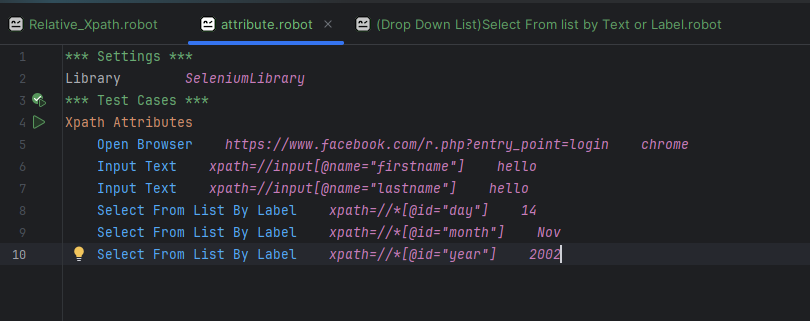 Relative_Xpath.robot attribute.robot (Drop Down List)Select From list by Text or Label.robot
1 *** Settings ***
2 Library SeleniumLibrary
3 *** Test Cases ***
4 Xpath Attributes
5 Open Browser https://www.facebook.com/r.php?entry_point=login chrome
6 Input Text xpath=//input[@name="firstname"] hello
7 Input Text xpath=//input[@name="lastname"] hello
8 Select From List By Label xpath=//*[@id="day"] 14
9 Select From List By Label xpath=//*[@id="month"] Nov
10 Select From List By Label xpath=//*[@id="year"] 2002